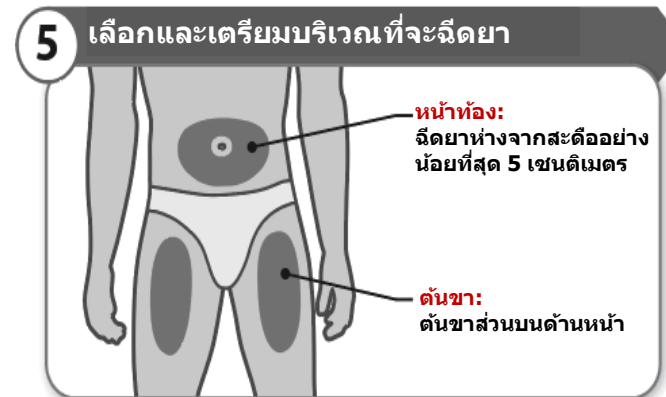 5
เลือกและเตรียมบริเวณที่จะฉีดยา
หน้าท้อง:
ฉีดยาห่างจากสะดืออย่าง
น้อยที่สุด 5 เซนติเมตร
ต้นขา:
ต้นขาส่วนบนด้านหน้า